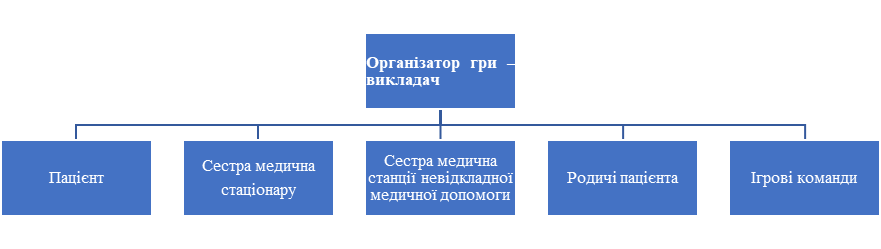 Організатор гри –
викладач
Пацієнт
Сестра медична
стаціонару
Сестра медична
станції невідкладної
медичної допомоги
Родичі пацієнта
Ігрові команди